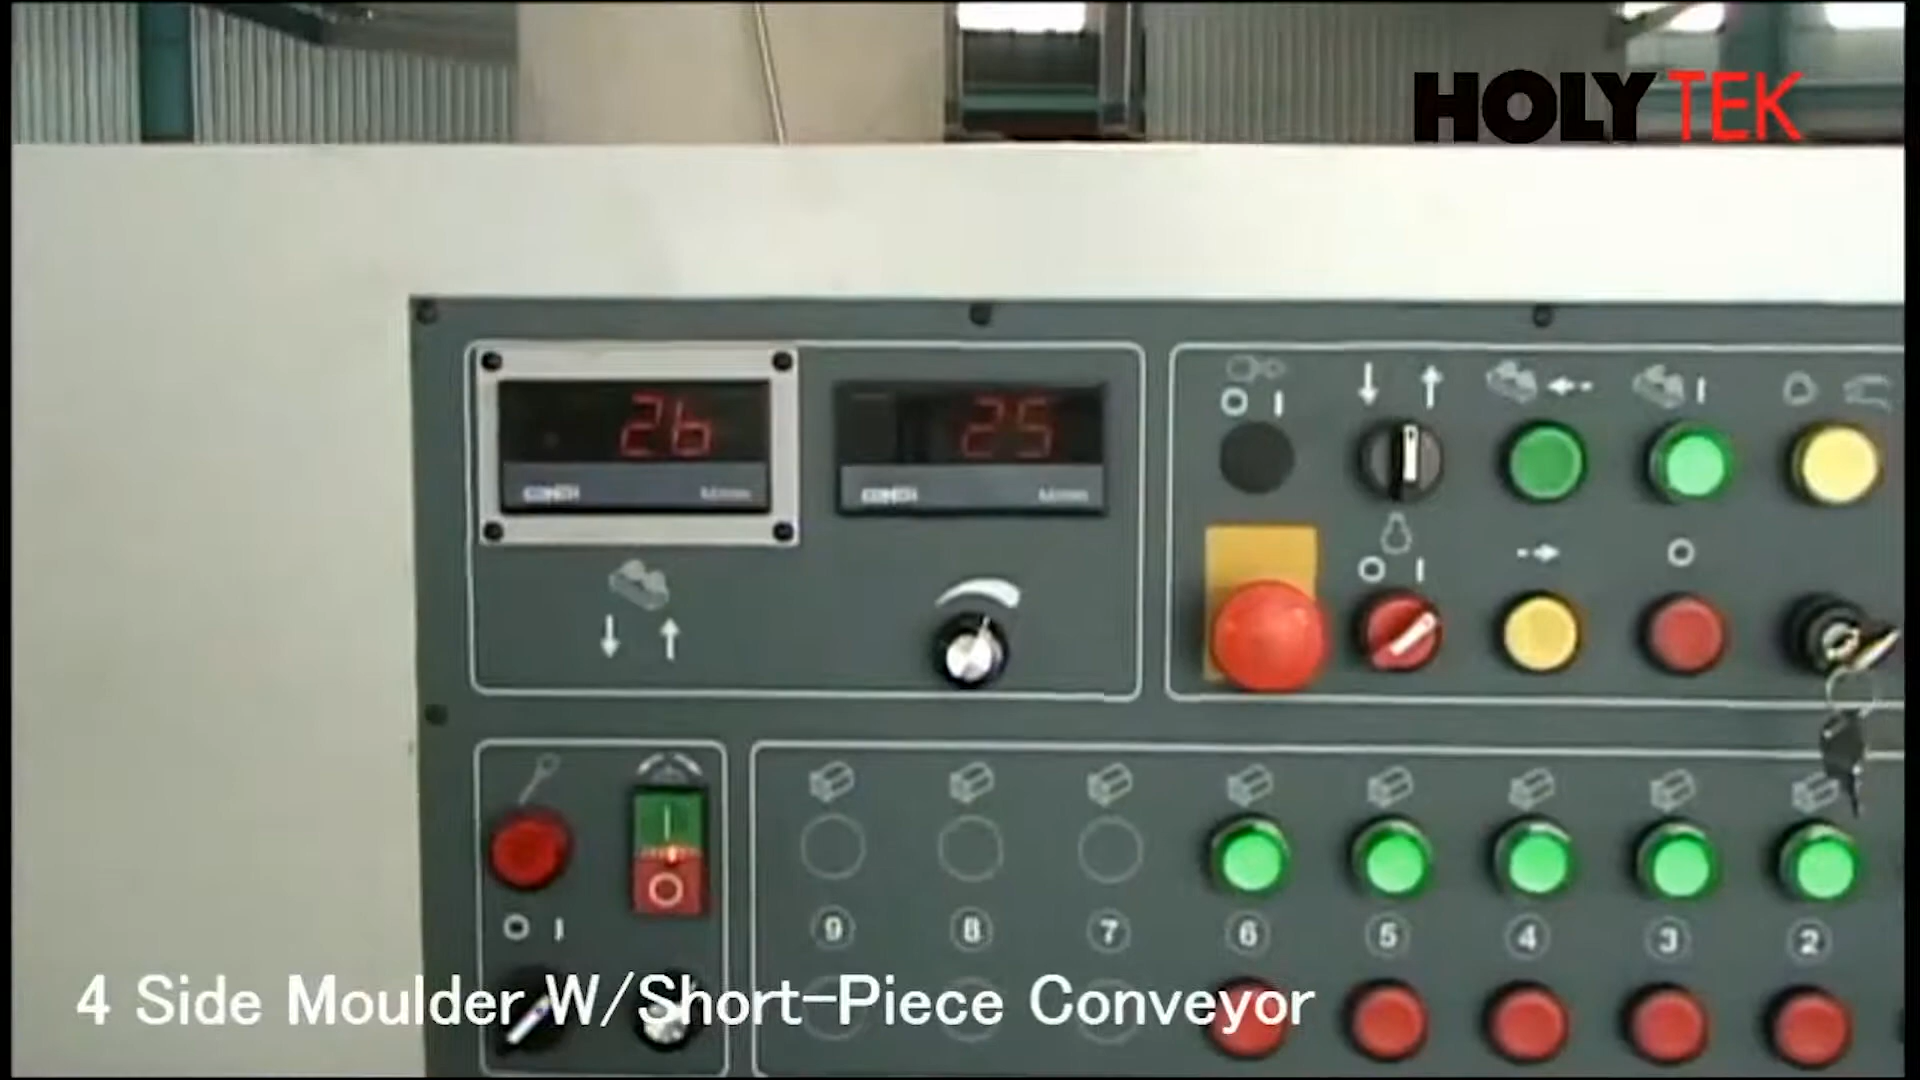 HOLYTEK
26
25
O I
O I
O
O I
O
9 8 7 6 5 4 3 2
4 Side Moulder W/Short-Piece Conveyor